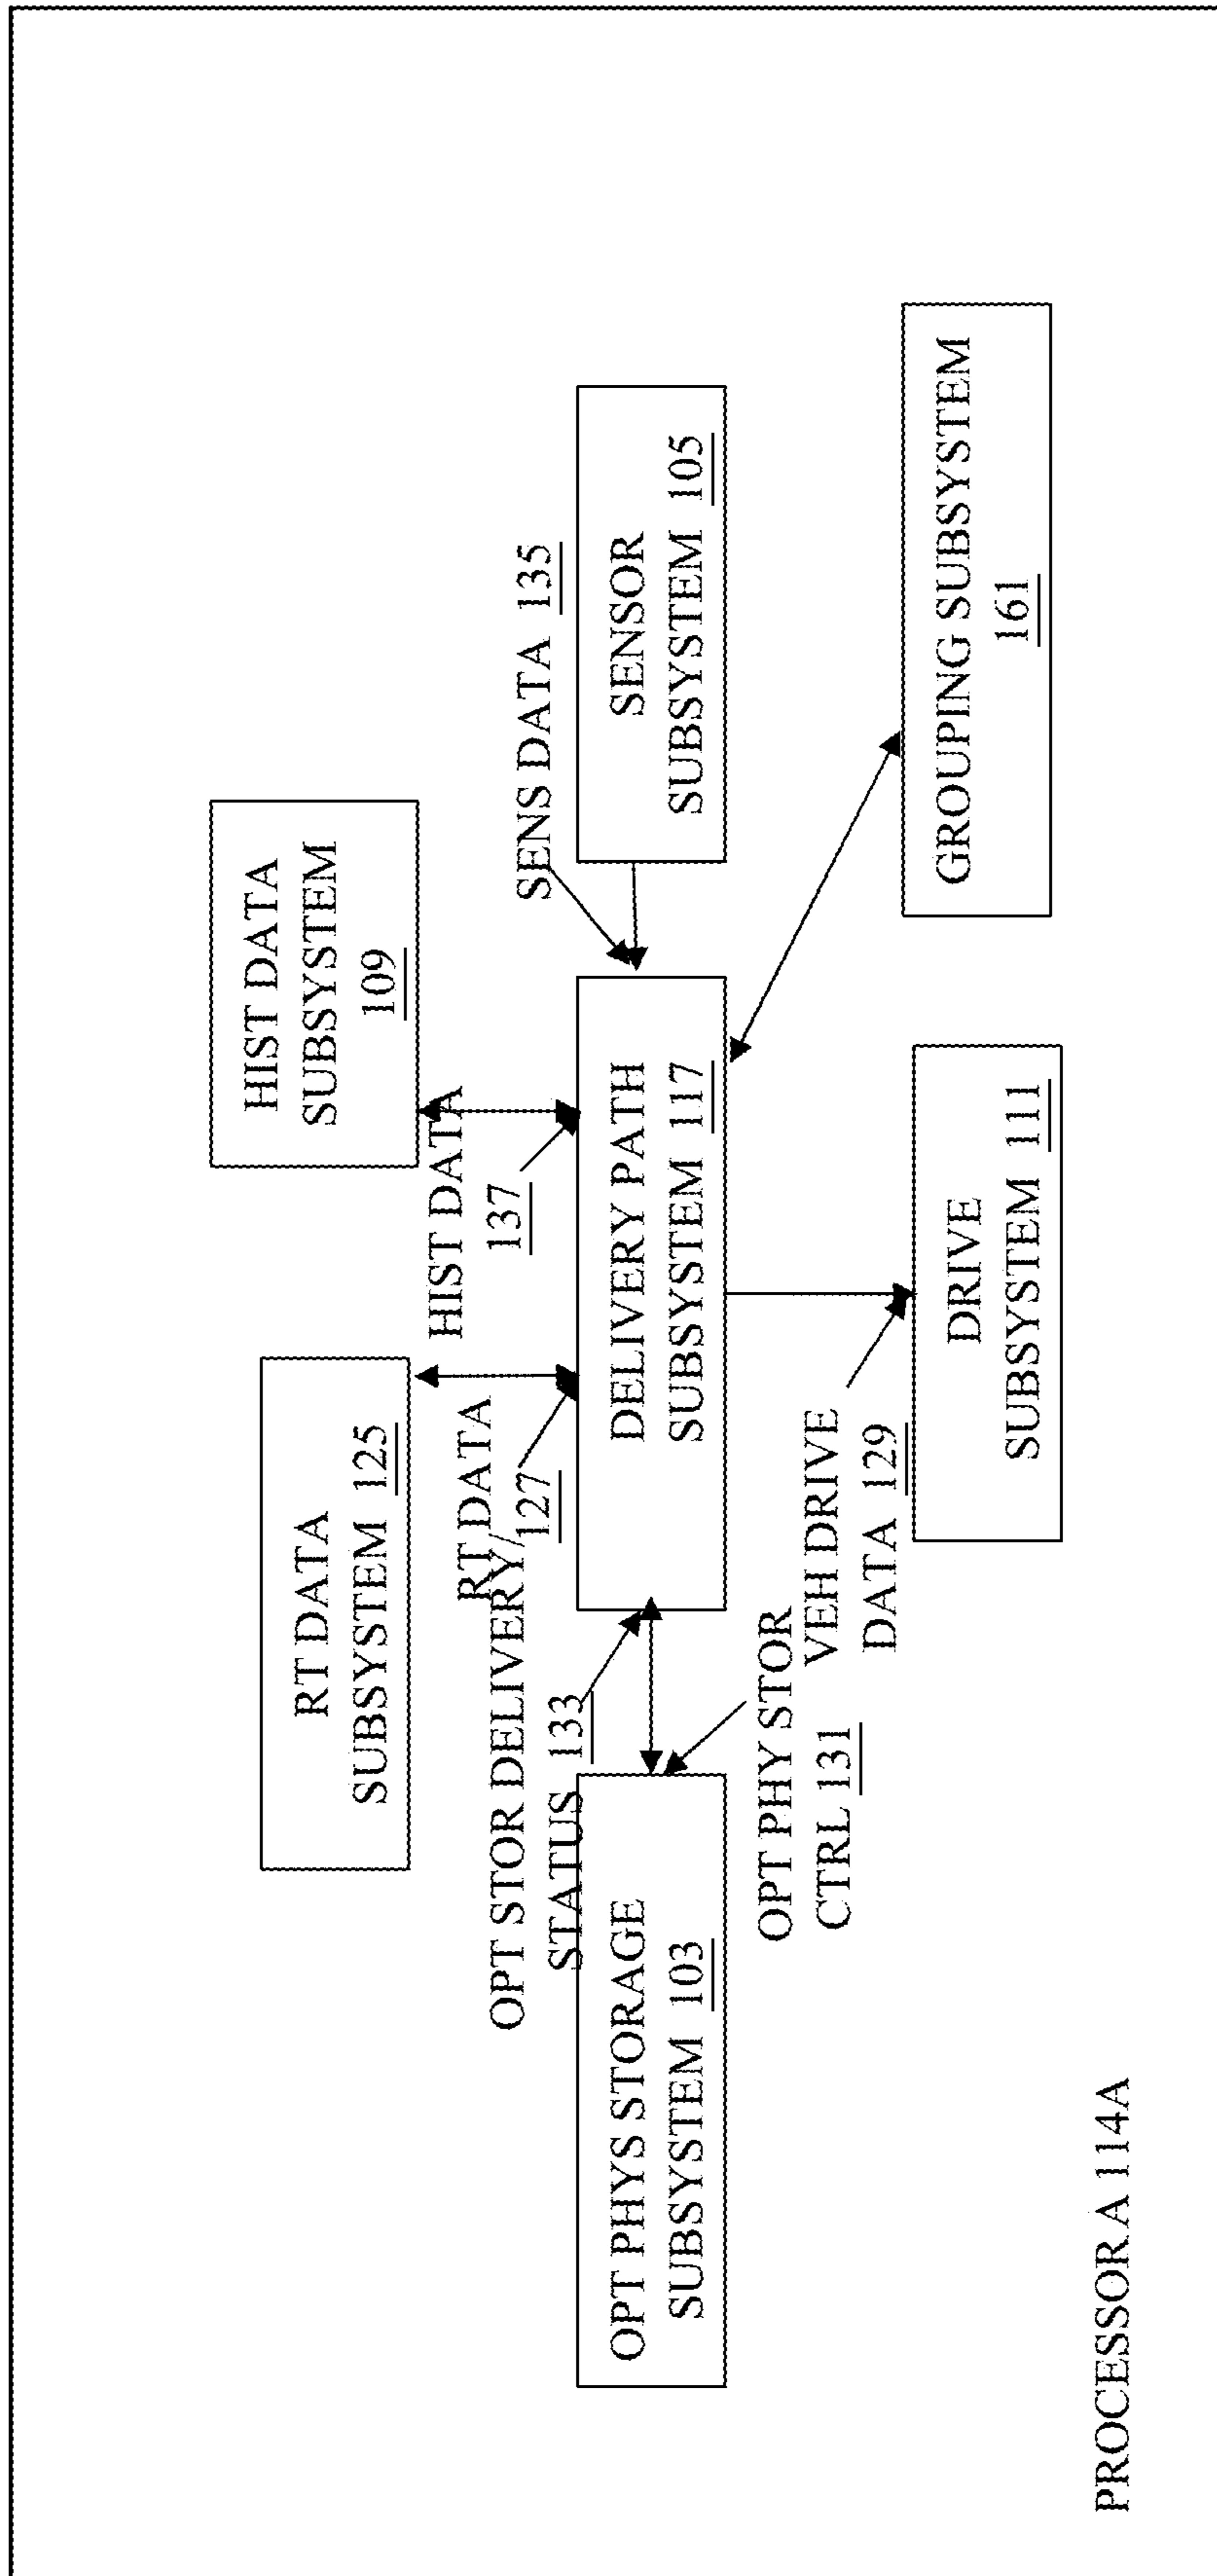 HIST DATA
SUBSYSTEM
109
RT DATA
SUBSYSTEM 125
HIST DATA
137
RT DATA
127
SENS DATA 135
OPT STOR DELIVERY/
STATUS 133
OPT PHYS STORAGE
SUBSYSTEM 103
DELIVERY PATH
SUBSYSTEM 117
SENSOR
SUBSYSTEM 105
OPT PHY STOR
CTRL 131
VEH DRIVE
DATA 129
DRIVE
SUBSYSTEM 111
GROUPING SUBSYSTEM
161
PROCESSOR A 114A